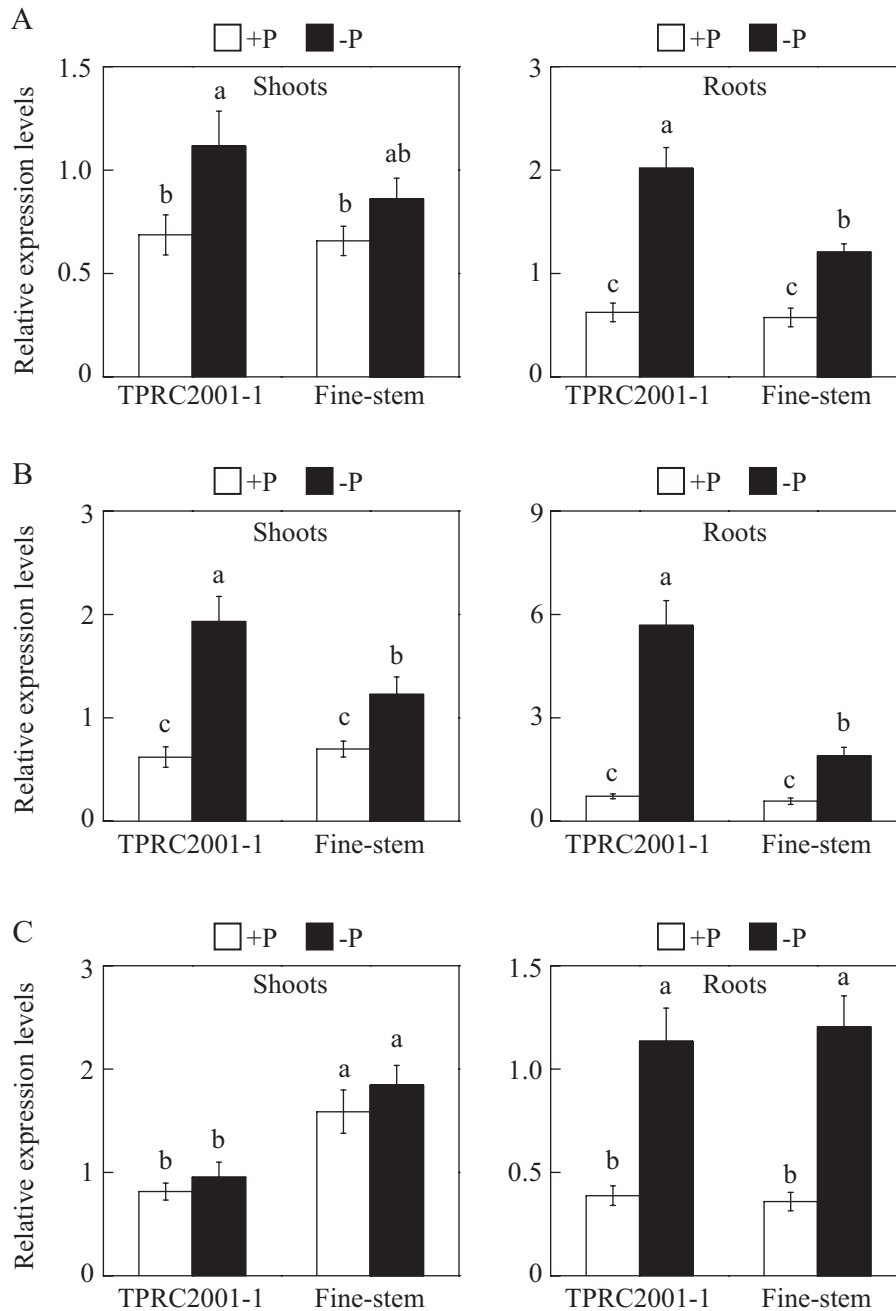 A
+P -P
+P -P
Relative expression levels
1.5
1.0
0.5
0
Shoots
b
a
b
ab
TPRC2001-1 Fine-stem
3
2
1
0
Roots
c
a
c
b
TPRC2001-1 Fine-stem
B
+P -P
+P -P
Relative expression levels
3
2
1
0
Shoots
c
a
c
b
TPRC2001-1 Fine-stem
9
6
3
0
Roots
c
a
c
b
TPRC2001-1 Fine-stem
C
+P -P
+P -P
Relative expression levels
3
2
1
0
Shoots
b
b
a
a
TPRC2001-1 Fine-stem
1.5
1.0
0.5
0
Roots
b
a
b
a
TPRC2001-1 Fine-stem